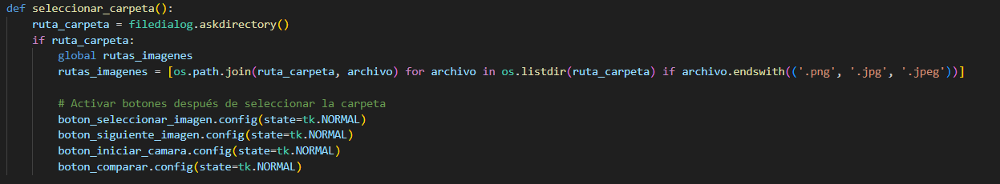 def seleccionar_carpeta():
    ruta_carpeta = filedialog.askdirectory()
    if ruta_carpeta:
        global rutas_imagenes
        rutas_imagenes = [os.path.join(ruta_carpeta, archivo) for archivo in os.listdir(ruta_carpeta) if archivo.endswith(('.png', '.jpg', '.jpeg'))]

        # Activar botones después de seleccionar la carpeta
        boton_seleccionar_imagen.config(state=tk.NORMAL)
        boton_siguiente_imagen.config(state=tk.NORMAL)
        boton_iniciar_camara.config(state=tk.NORMAL)
        boton_comparar.config(state=tk.NORMAL)